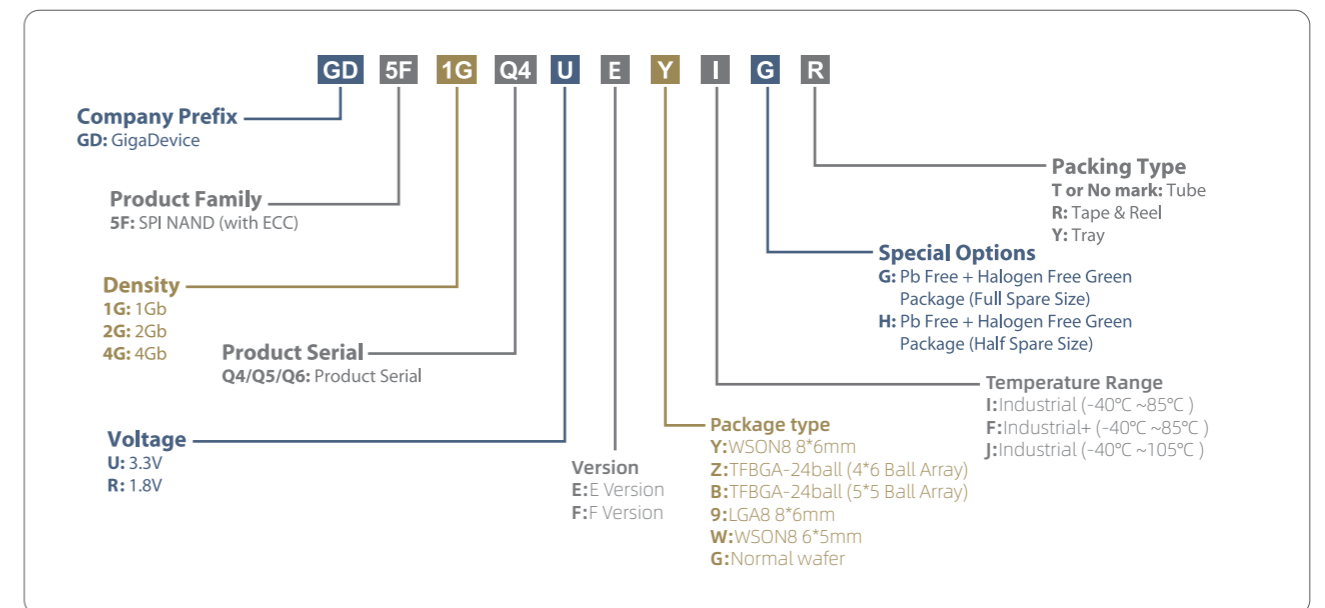 GD 5F 1G Q4 U E Y I G R
Company Prefix
GD: GigaDevice
Product Family
5F: SPI NAND (with ECC)
Density
1G: 1Gb
2G: 2Gb
4G: 4Gb
Product Serial
Q4/Q5/Q6: Product Serial
Voltage
U: 3.3V
R: 1.8V
Version
E:E Version
F:F Version
Package type
Y:WSON8 8*6mm
Z:TFBGA-24ball (4*6 Ball Array)
B:TFBGA-24ball (5*5 Ball Array)
9:LGA8 8*6mm
W:WSON8 6*5mm
G:Normal wafer
Temperature Range
I:Industrial (-40℃ ~85℃ )
F:Industrial+ (-40℃ ~85℃ )
J:Industrial (-40℃ ~105℃ )
Special Options
G: Pb Free + Halogen Free Green
Package (Full Spare Size)
H: Pb Free + Halogen Free Green
Package (Half Spare Size)
Packing Type
T or No mark: Tube
R: Tape & Reel
Y: Tray